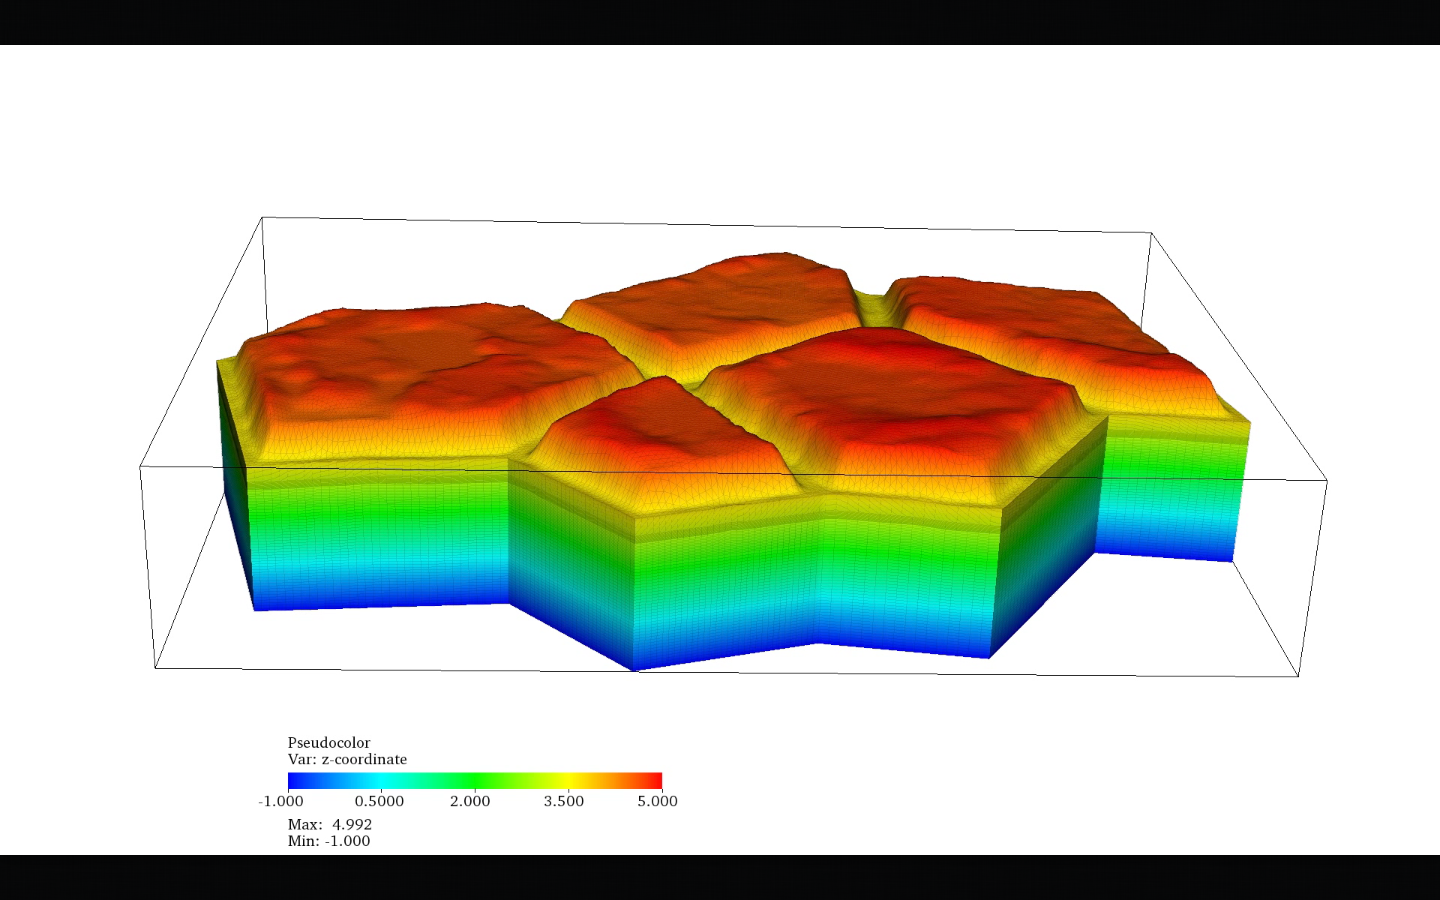 Pseudocolor
Var: z-coordinate
-1.000 0.5000 2.000 3.500 5.000
Max: 4.992
Min: -1.000